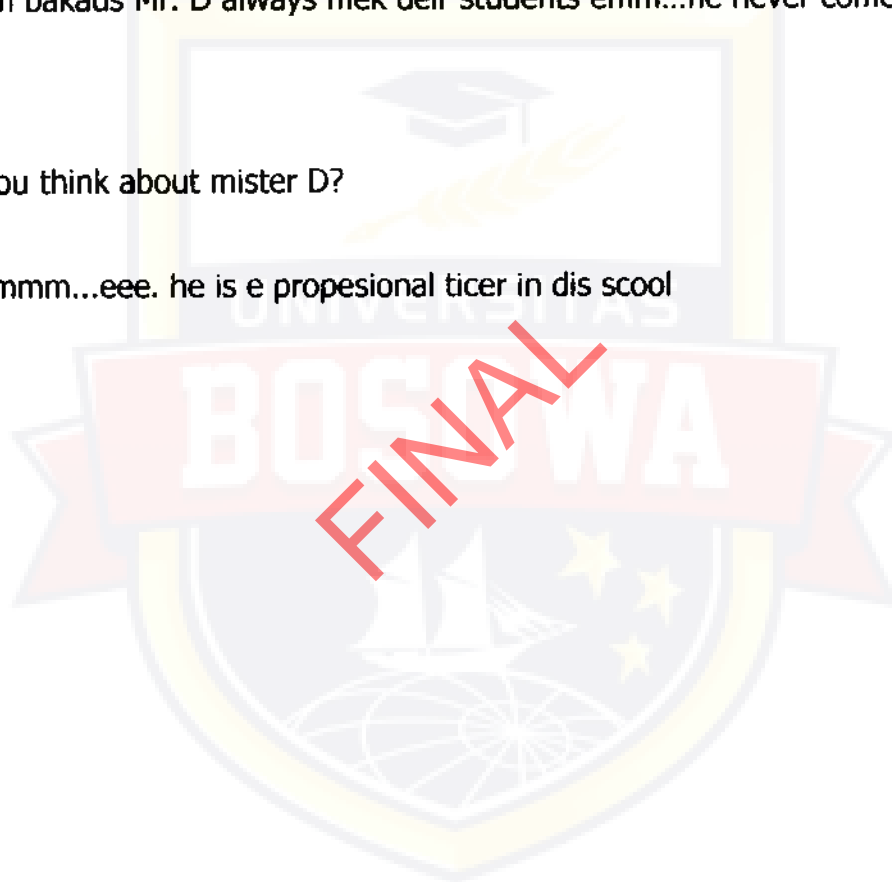 bakaus Mr. D always mek deir students emm...he never come
ou think about mister D?
mmm...eee. he is e propesional ticer in dis scool
UNIVERSITAS
BOSOWA
FINAL